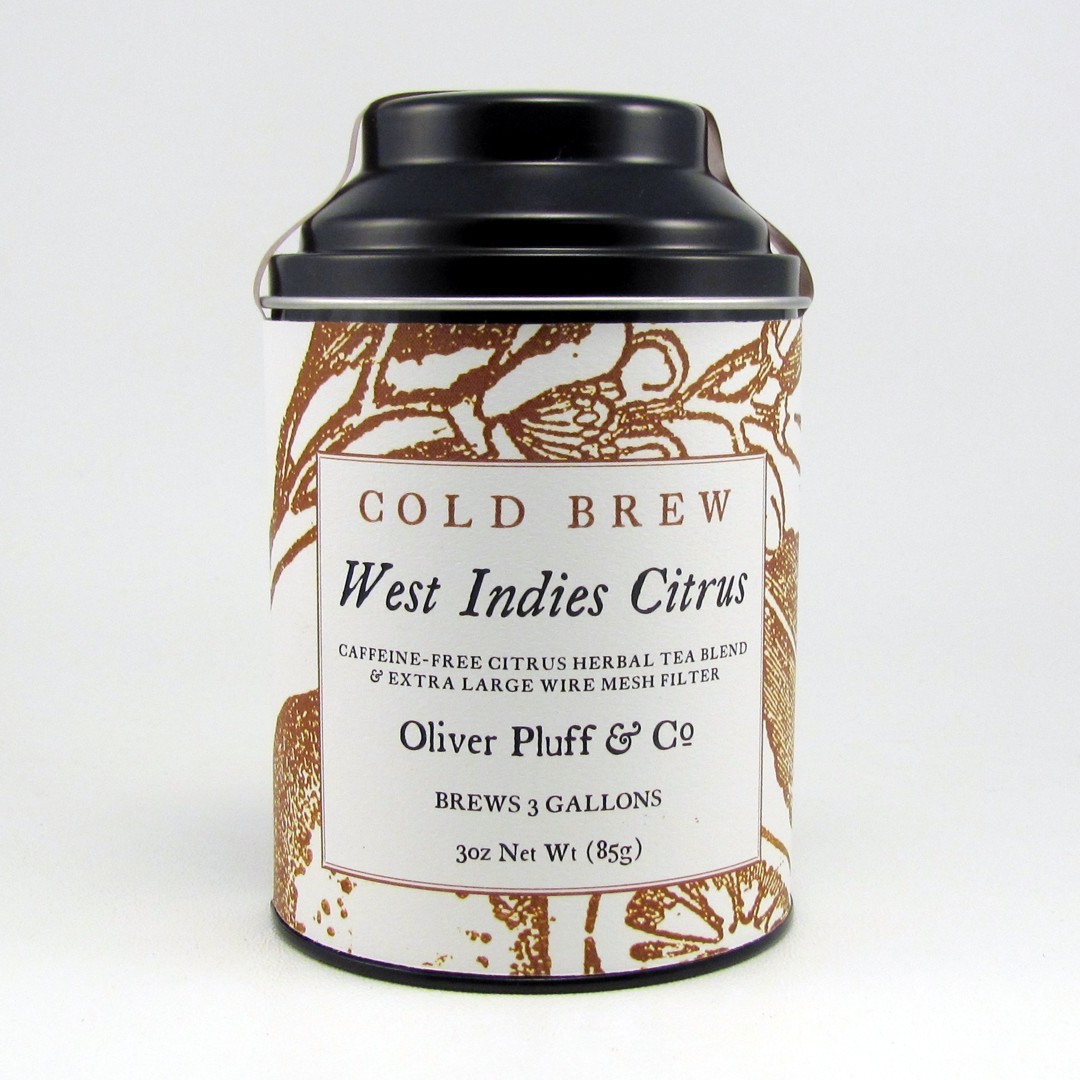 COLD BREW
West Indies Citrus
CAFFEINE-FREE CITRUS HERBAL TEA BLEND
& EXTRA LARGE WIRE MESH FILTER
Oliver Pluff & Cº
BREWS 3 GALLONS
3oz Net Wt (85g)